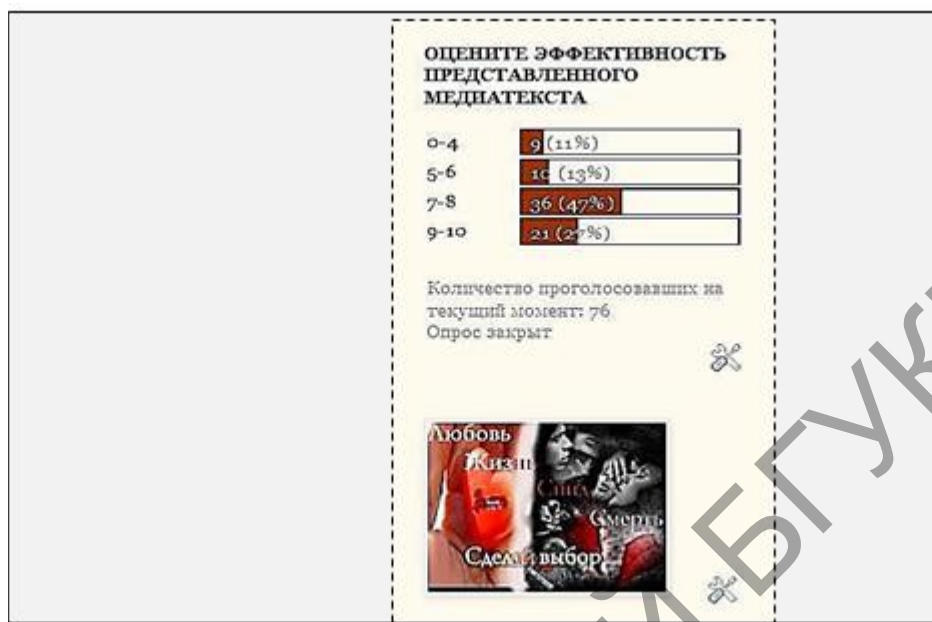 ОЦЕНИТЕ ЭФФЕКТИВНОСТЬ
ПРЕДСТАВЛЕННОГО
МЕДИАТЕКСТА
0-4 9 (11%)
5-6 10 (13%)
7-8 36 (47%)
9-10 21 (27%)
Количество проголосовавших на
текущий момент: 76
Опрос закрыт
Любовь
Жизнь
Смерть
Сделай выбор
БГУК